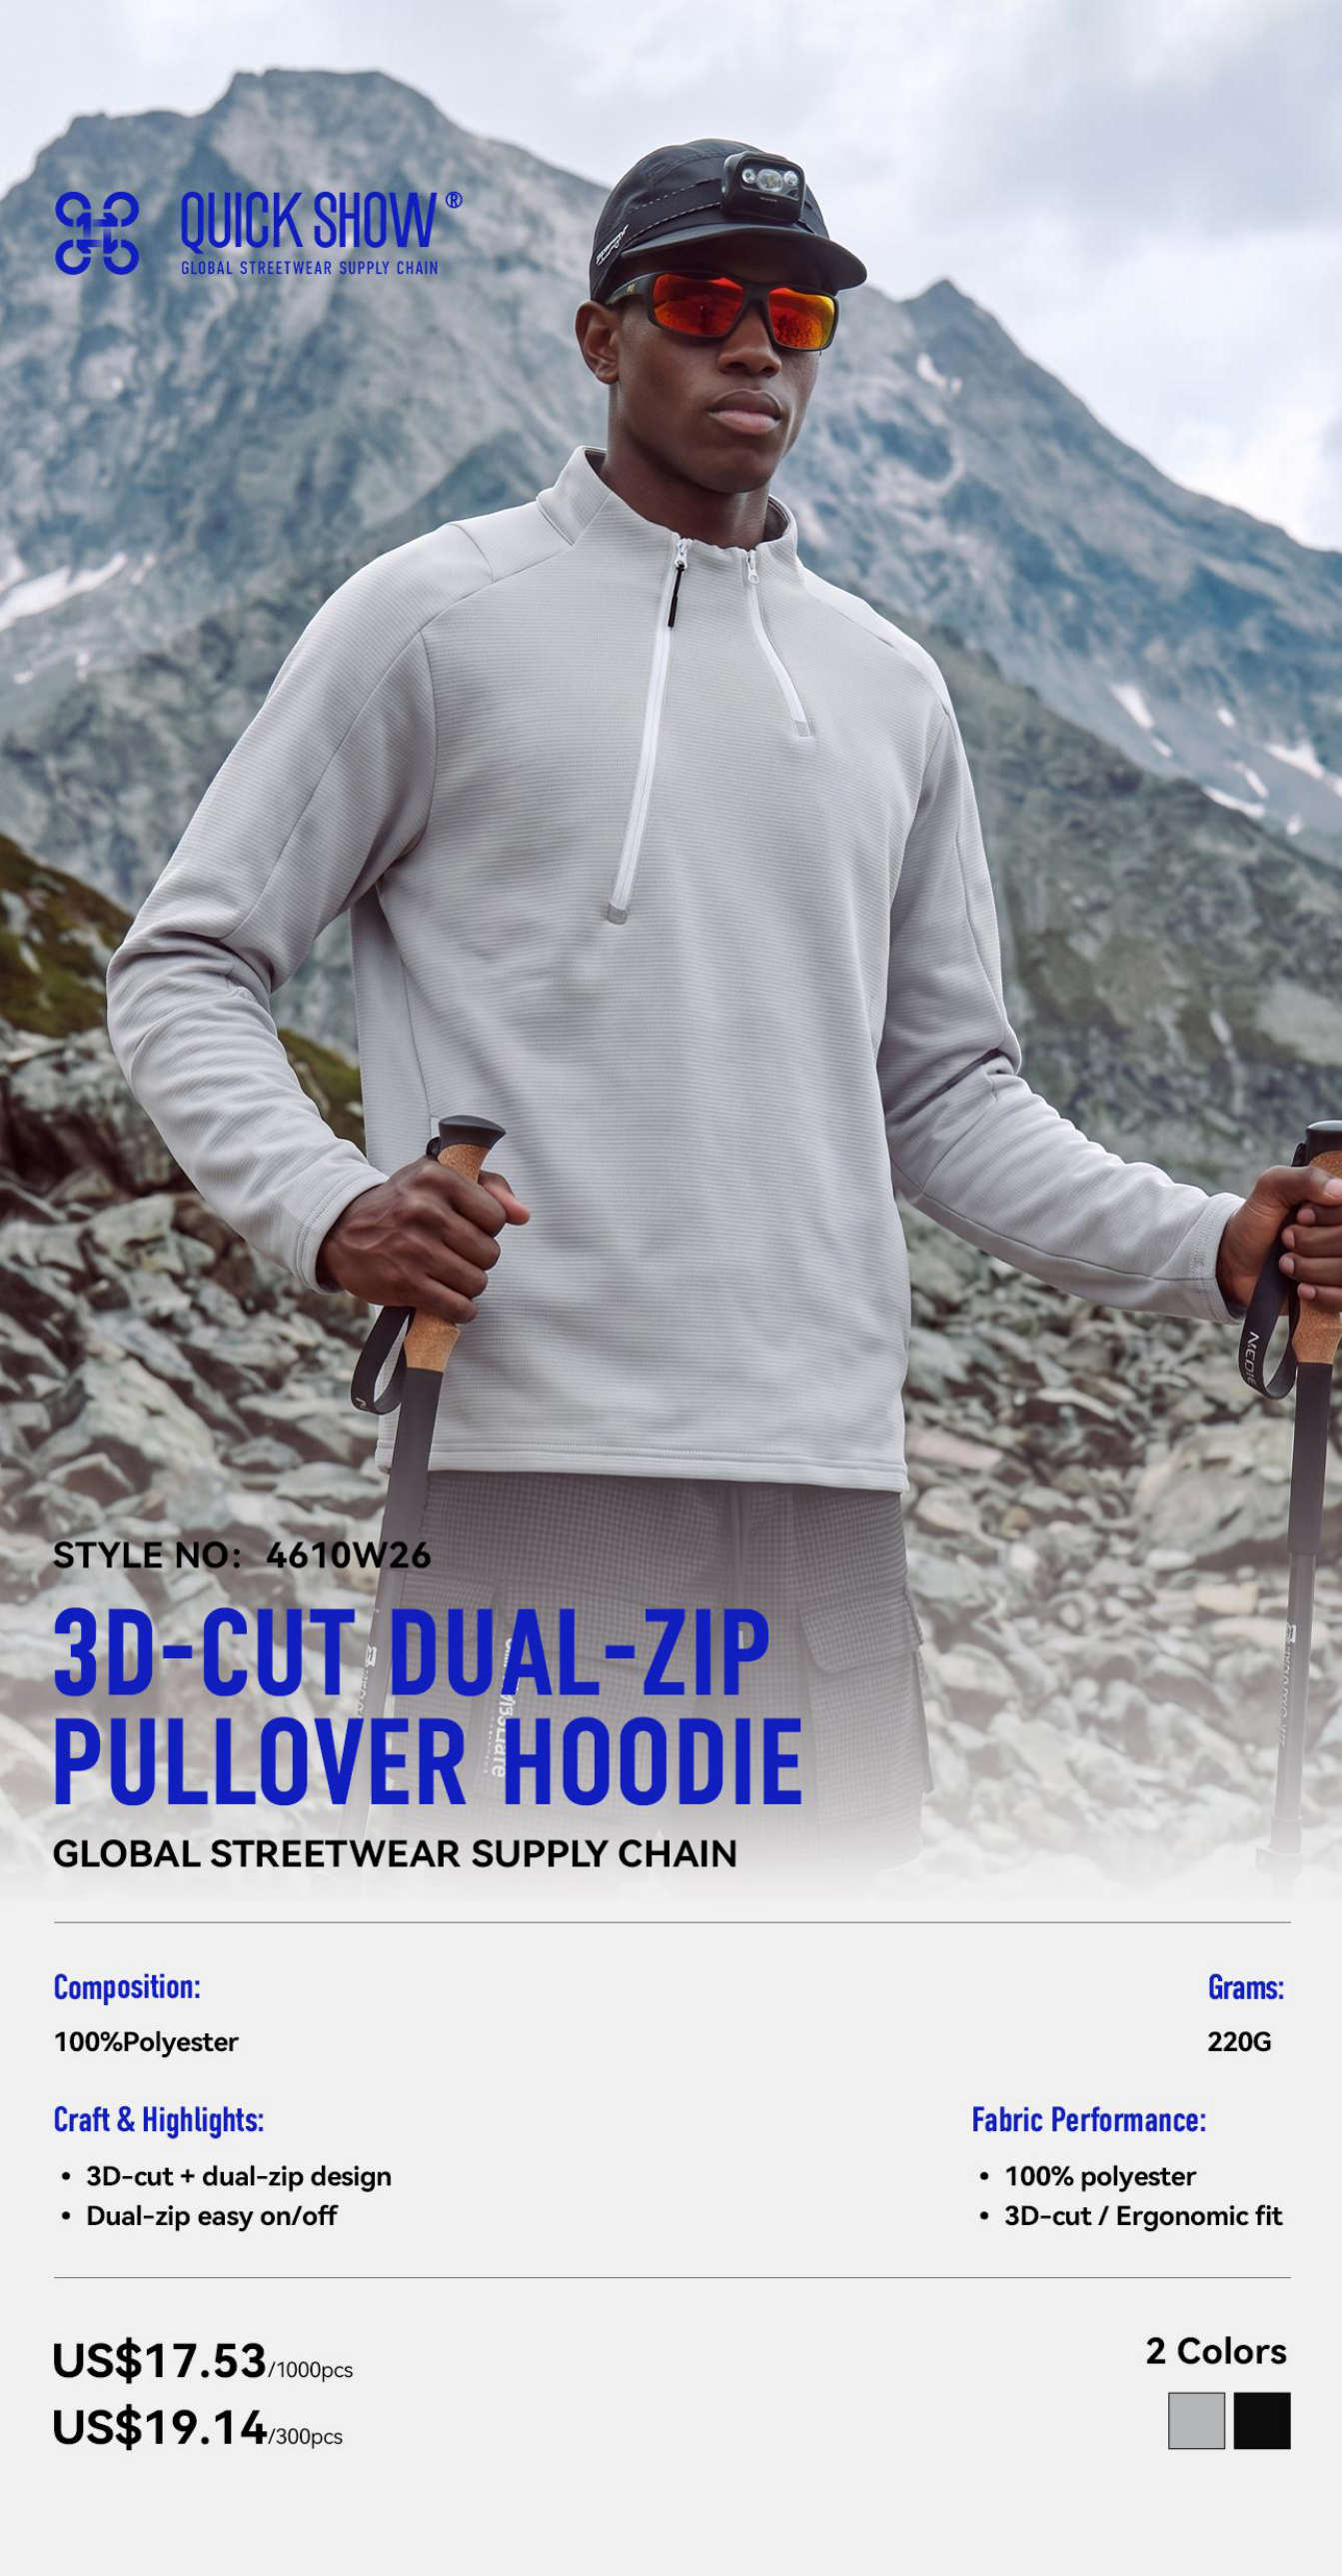 QUICK SHOW®
GLOBAL STREETWEAR SUPPLY CHAIN
STYLE NO: 4610W26
3D-CUT DUAL-ZIP
PULLOVER HOODIE
GLOBAL STREETWEAR SUPPLY CHAIN
Composition:
100%Polyester
Grams:
220G
Craft & Highlights:
• 3D-cut + dual-zip design
• Dual-zip easy on/off
Fabric Performance:
• 100% polyester
• 3D-cut / Ergonomic fit
US$17.53/1000pcs
US$19.14/300pcs
2 Colors